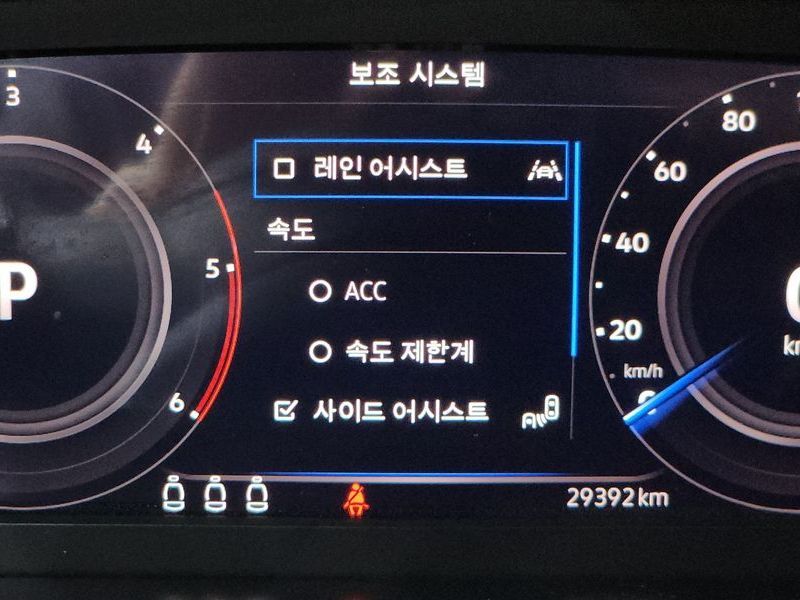 보조 시스템
3
4
5
6
P
레인 어시스트
속도
ACC
속도 제한계
사이드 어시스트
80
60
40
20
km/h
0
29392 km